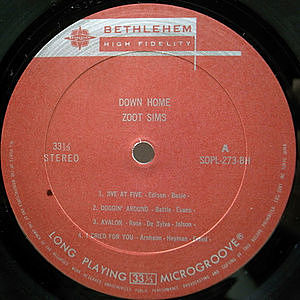 BETHLEHEM
HIGH FIDELITY
DOWN HOME
ZOOT SIMS
33⅓
STEREO
A
SOPL-273-BH
1. JIVE AT FIVE - Edison - Basie -
2. DOGGIN' AROUND - Battle - Evans -
3. AVALON - Rose - De Sylva - Jolson -
4. I CRIED FOR YOU - Arnheim - Heyman - Freed -
LONG PLAYING 33⅓ MICROGROOVE